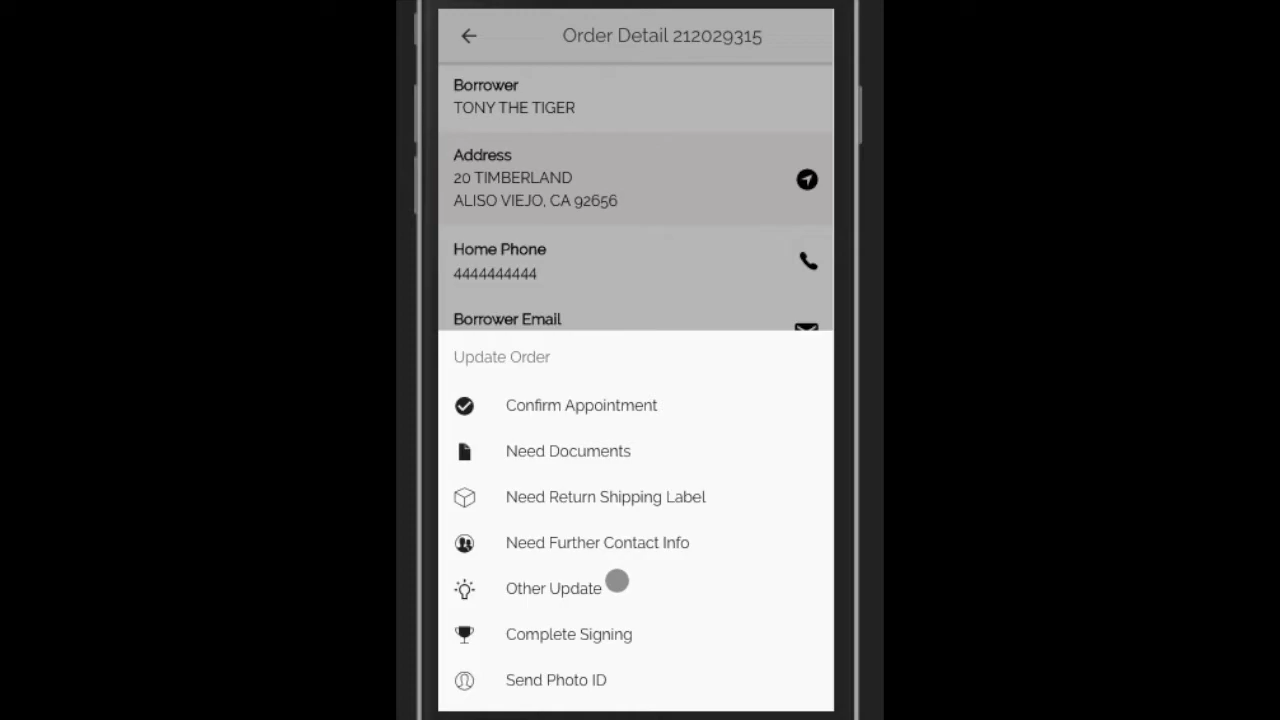 Order Detail 212029315
Borrower
TONY THE TIGER
Address
20 TIMBERLAND
ALISO VIEJO, CA 92656
Home Phone
4444444444
Borrower Email
Update Order
Confirm Appointment
Need Documents
Need Return Shipping Label
Need Further Contact Info
Other Update
Complete Signing
Send Photo ID